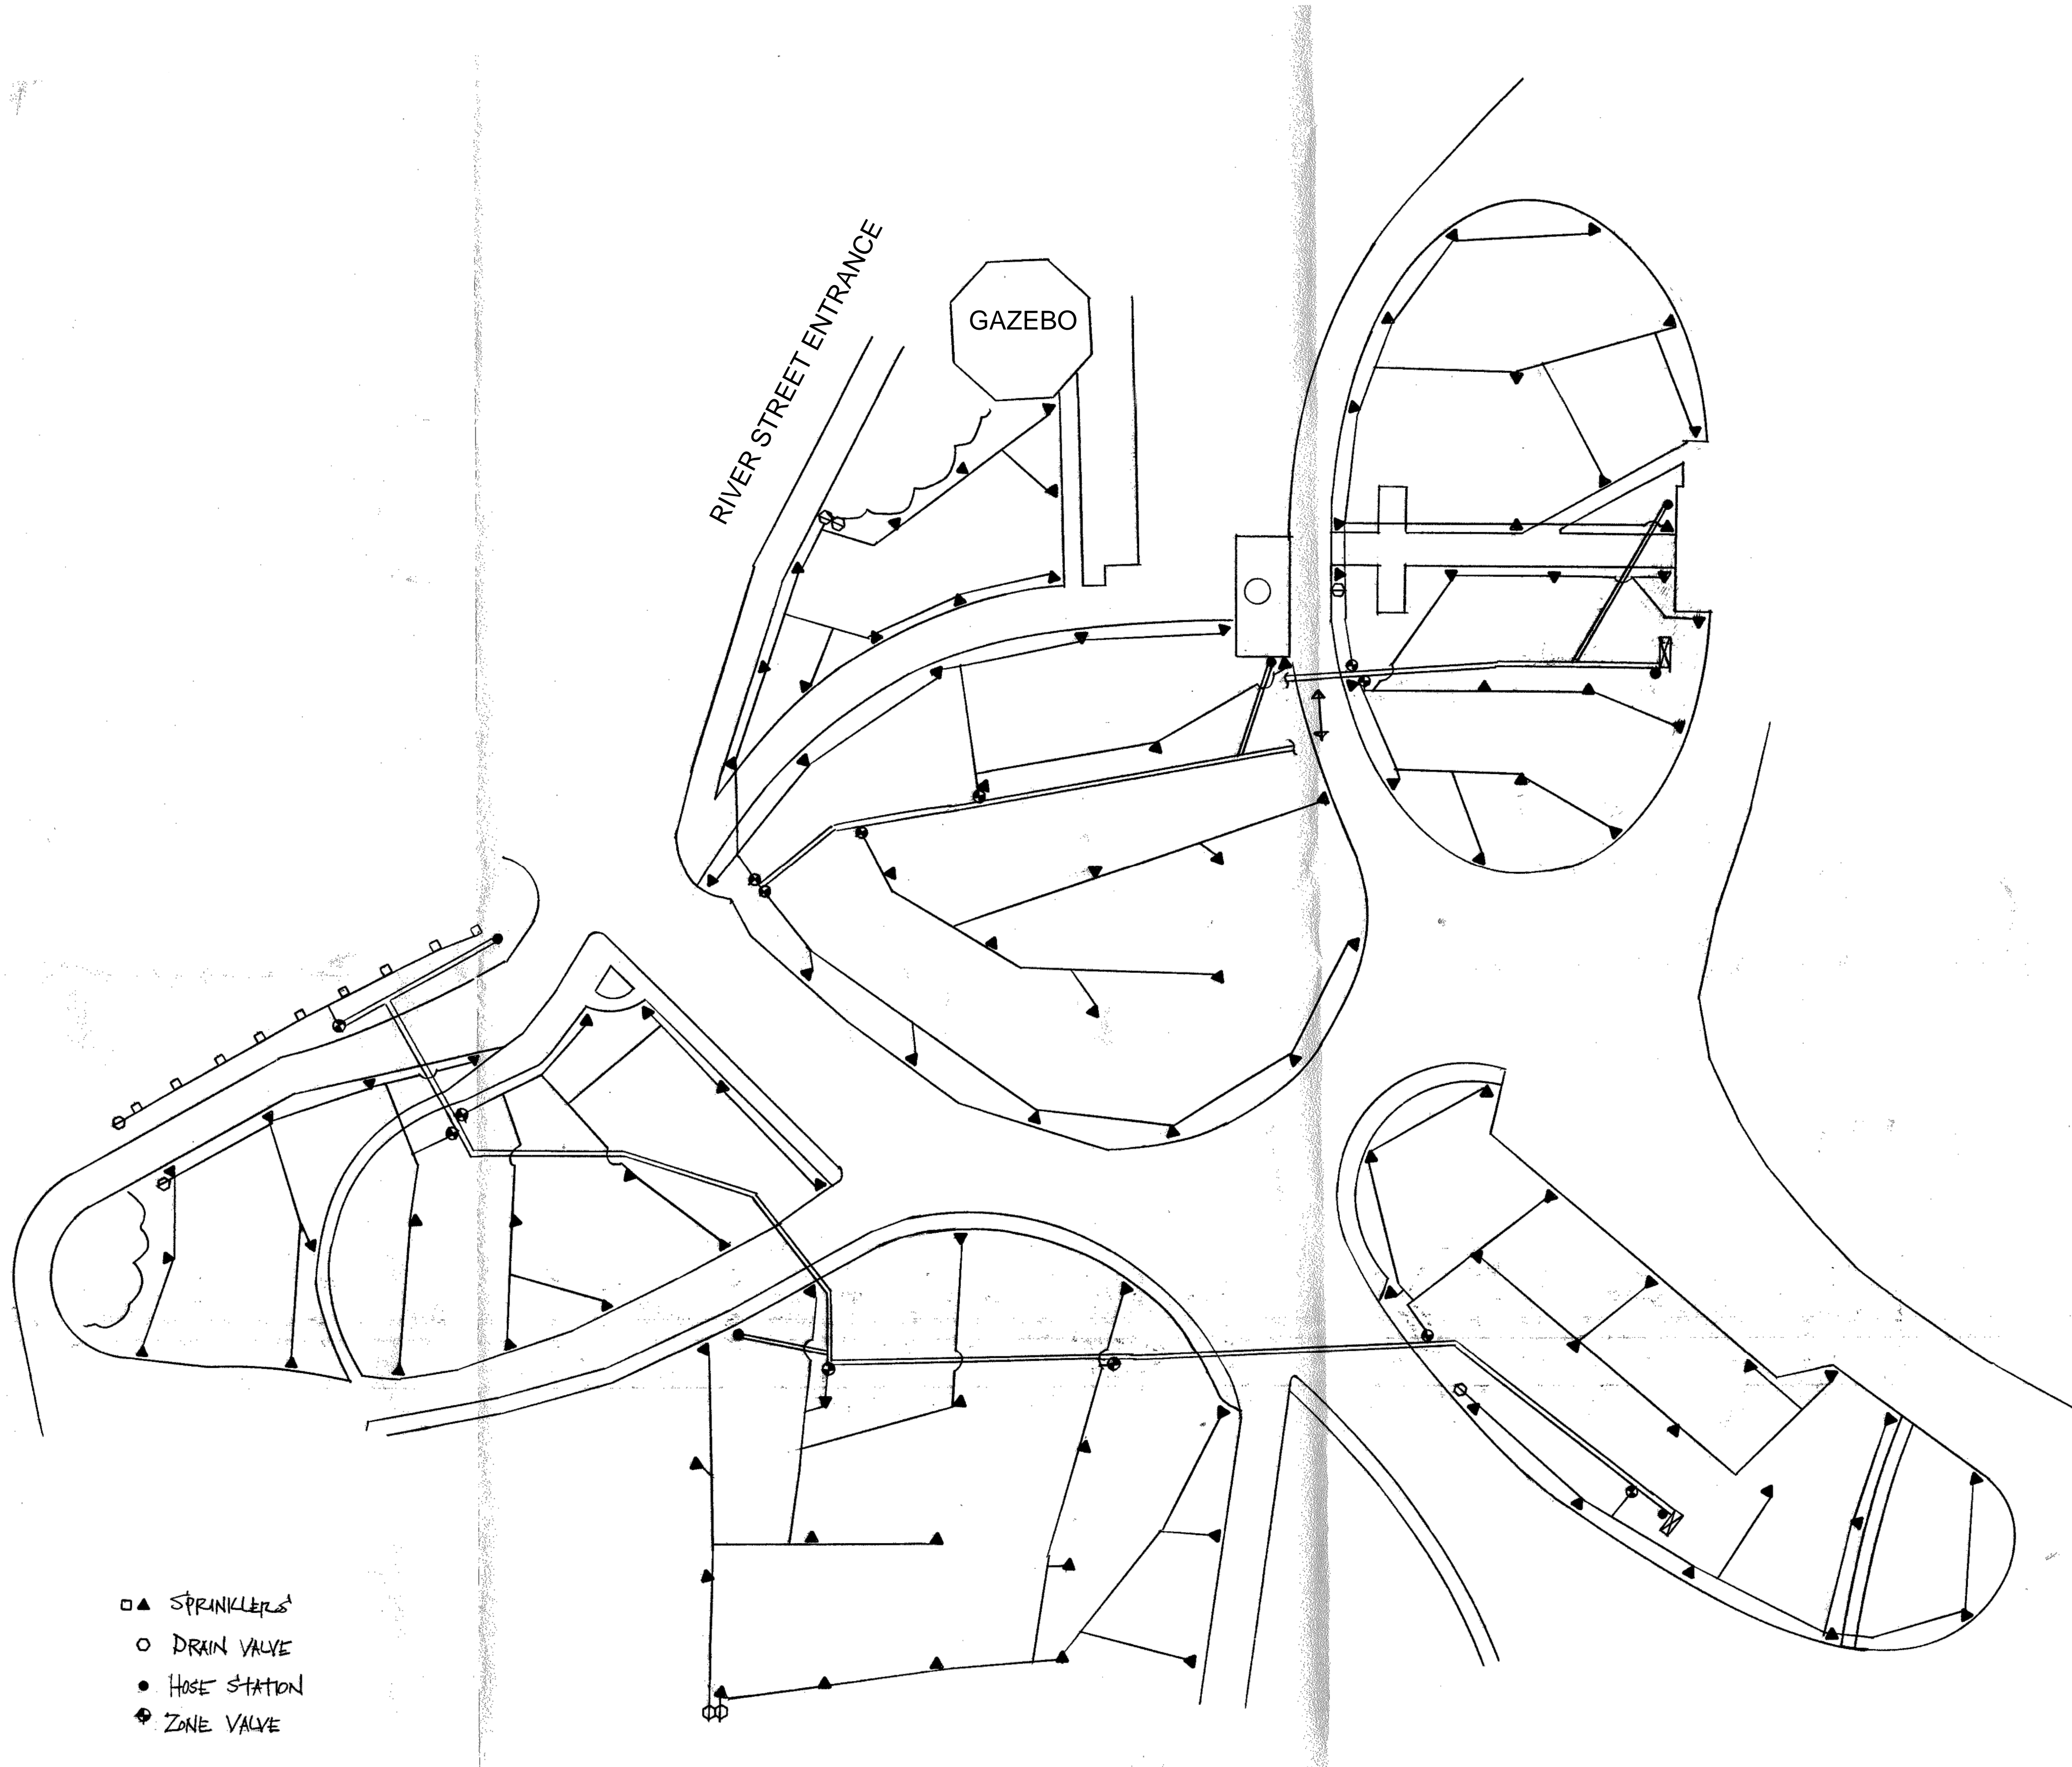 RIVER STREET ENTRANCE
GAZEBO
SPRINKLERS
DRAIN VALVE
HOSE STATION
ZONE VALVE